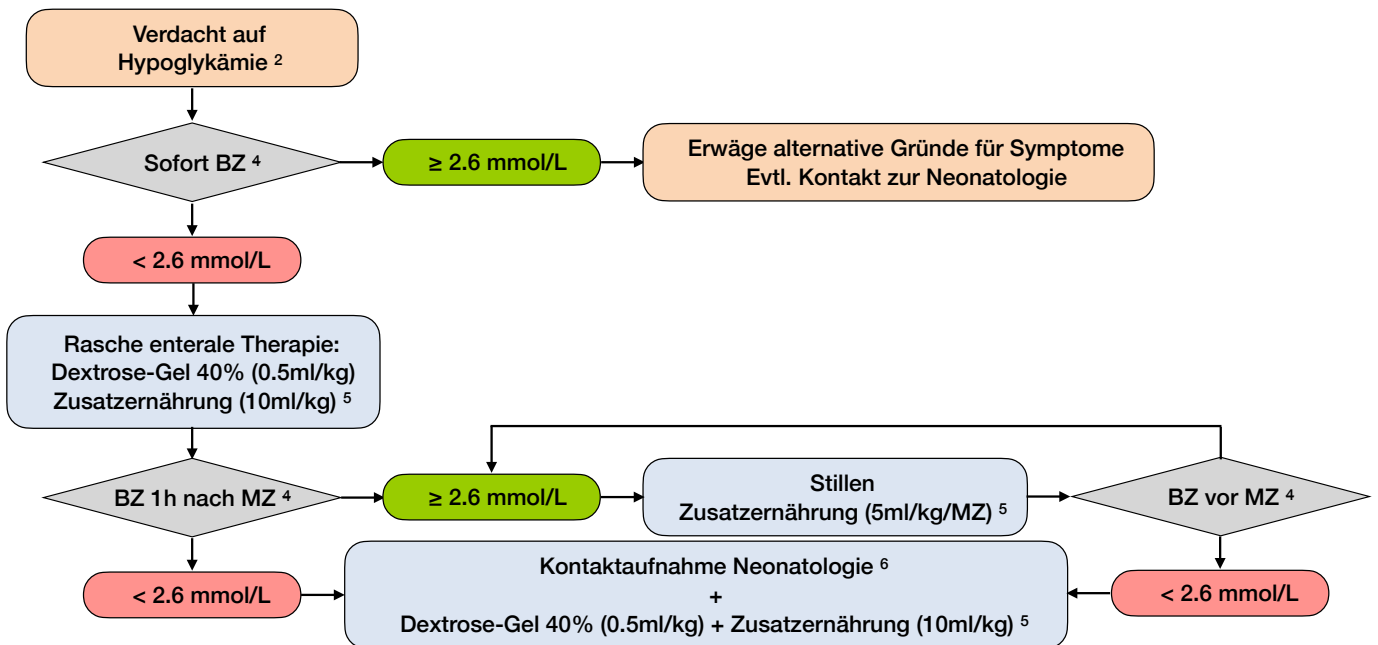 Verdacht auf
Hypoglykämie ²
Sofort BZ ⁴
≥ 2.6 mmol/L
Erwäge alternative Gründe für Symptome
Evtl. Kontakt zur Neonatologie
< 2.6 mmol/L
Rasche enterale Therapie:
Dextrose-Gel 40% (0.5ml/kg)
Zusatzernährung (10ml/kg) ⁵
BZ 1h nach MZ ⁴
≥ 2.6 mmol/L
Stillen
Zusatzernährung (5ml/kg/MZ) ⁵
BZ vor MZ ⁴
< 2.6 mmol/L
Kontaktaufnahme Neonatologie ⁶
+
Dextrose-Gel 40% (0.5ml/kg) + Zusatzernährung (10ml/kg) ⁵
< 2.6 mmol/L